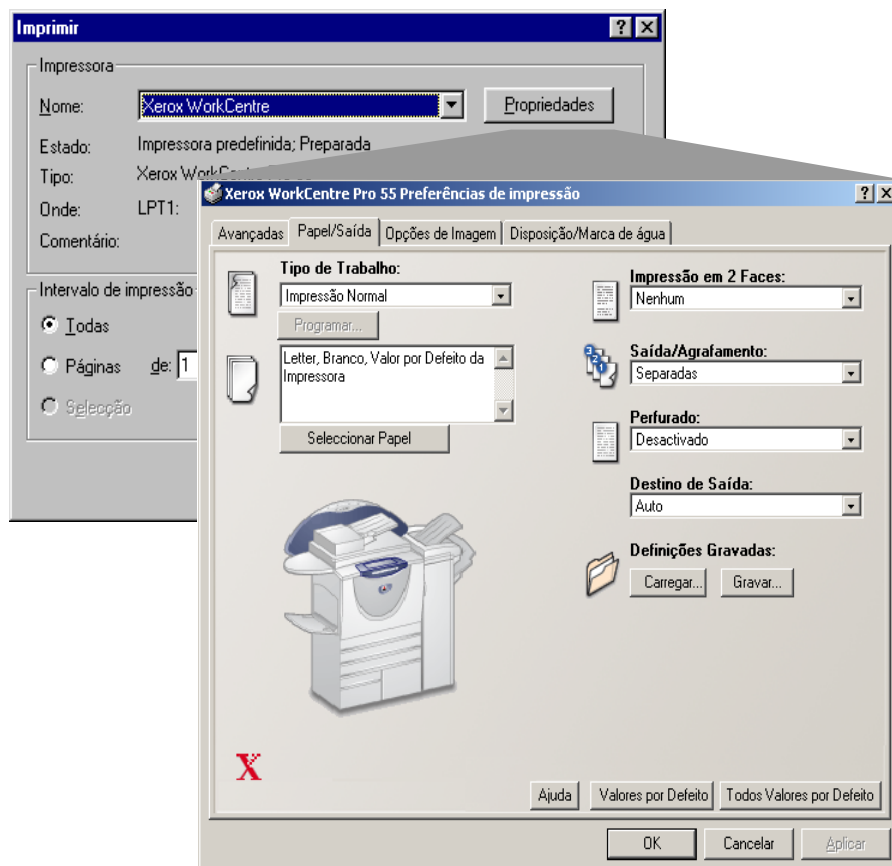 Imprimir
Impressora
Nome: Xerox WorkCentre Propriedades
Estado: Impressora predefinida; Preparada
Tipo: Xerox WorkCentre
Onde: LPT1:
Comentário:
Intervalo de impressão
Todas
Páginas de: 1
Selecção
Xerox WorkCentre Pro 55 Preferências de impressão
Avançadas Papel/Saída Opções de Imagem Disposição/Marca de água
Tipo de Trabalho:
Impressão Normal
Programar...
Letter, Branco, Valor por Defeito da
Impressora
Seleccionar Papel
Impressão em 2 Faces:
Nenhum
Saída/Agrafamento:
Separadas
Perfurado:
Desactivado
Destino de Saída:
Auto
Definições Gravadas:
Carregar... Gravar...
X
Ajuda Valores por Defeito Todos Valores por Defeito
OK Cancelar Aplicar